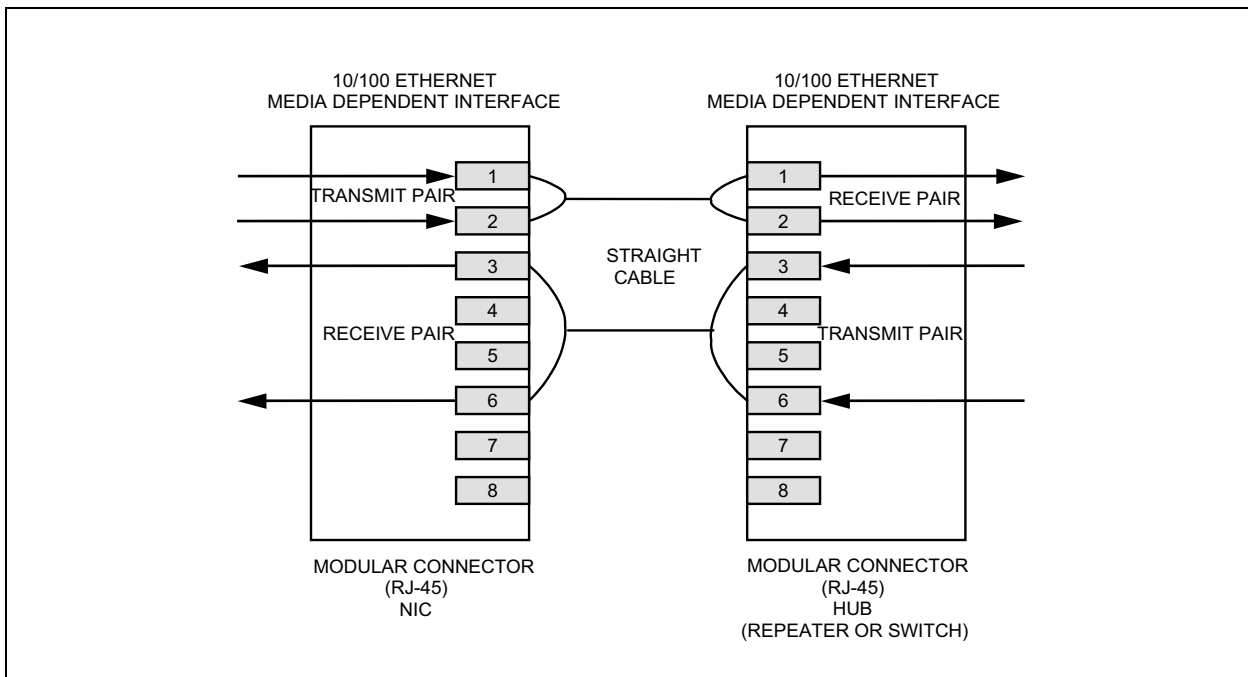 10/100 ETHERNET
MEDIA DEPENDENT INTERFACE
1
TRANSMIT PAIR
2
3
4
RECEIVE PAIR
5
6
7
8
MODULAR CONNECTOR
(RJ-45)
NIC
STRAIGHT
CABLE
10/100 ETHERNET
MEDIA DEPENDENT INTERFACE
1
RECEIVE PAIR
2
3
4
TRANSMIT PAIR
5
6
7
8
MODULAR CONNECTOR
(RJ-45)
HUB
(REPEATER OR SWITCH)